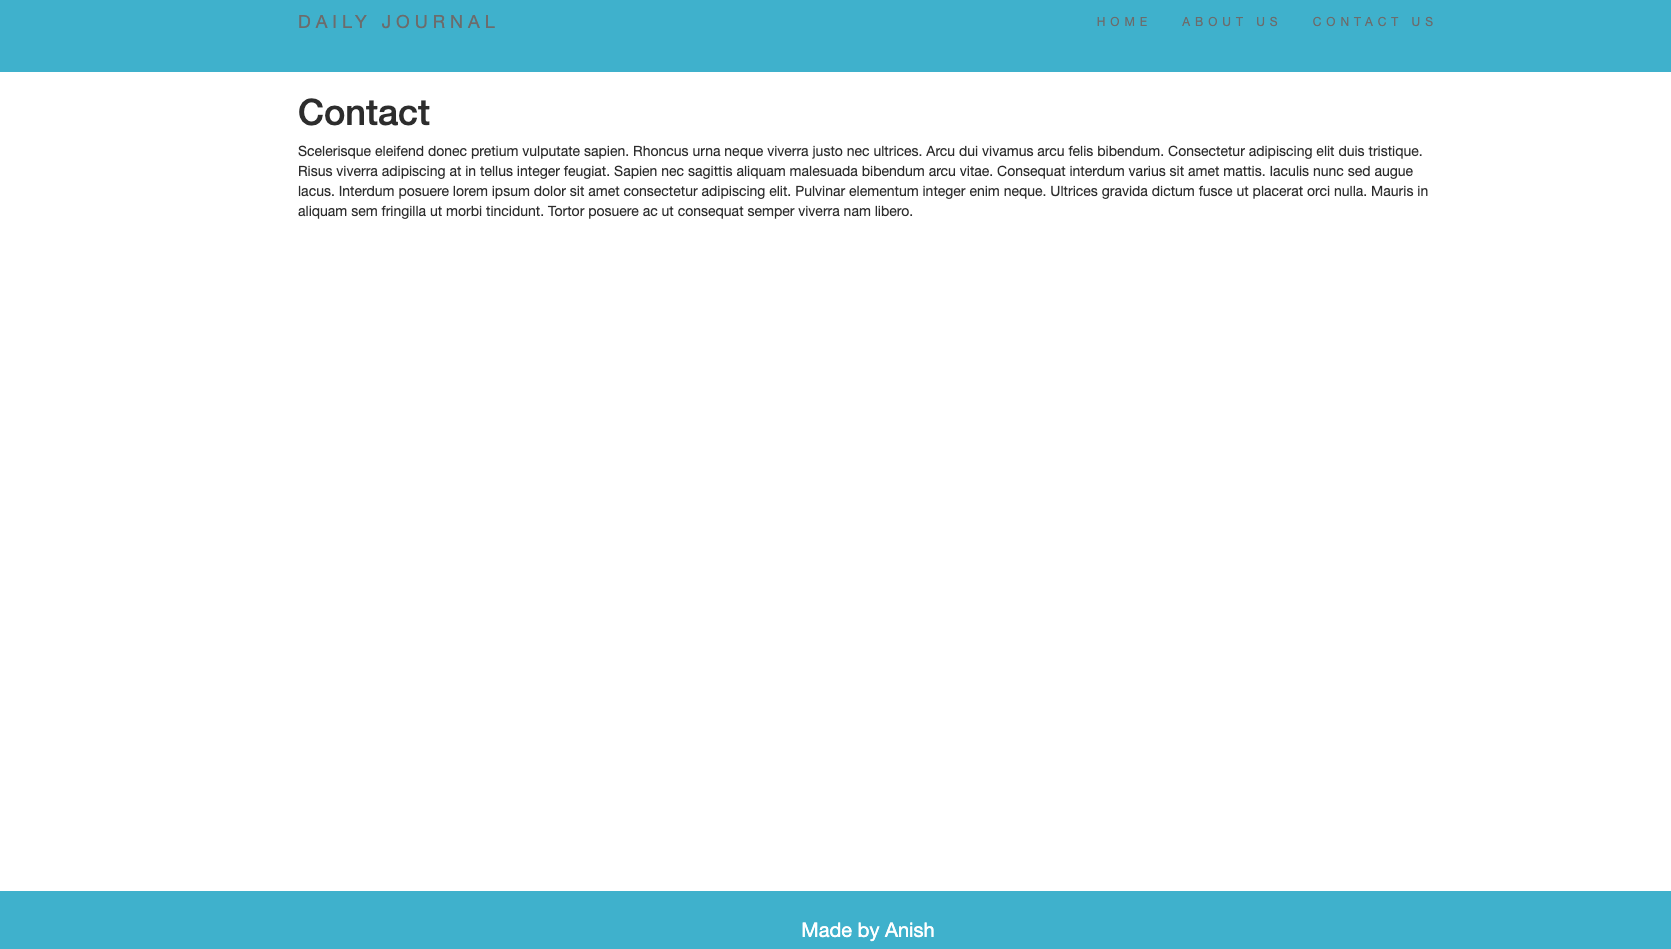 DAILY JOURNAL
HOME ABOUT US CONTACT US
Contact
Scelerisque eleifend donec pretium vulputate sapien. Rhoncus urna neque viverra justo nec ultrices. Arcu dui vivamus arcu felis bibendum. Consectetur adipiscing elit duis tristique.
Risus viverra adipiscing at in tellus integer feugiat. Sapien nec sagittis aliquam malesuada bibendum arcu vitae. Consequat interdum varius sit amet mattis. Iaculis nunc sed augue
lacus. Interdum posuere lorem ipsum dolor sit amet consectetur adipiscing elit. Pulvinar elementum integer enim neque. Ultrices gravida dictum fusce ut placerat orci nulla. Mauris in
aliquam sem fringilla ut morbi tincidunt. Tortor posuere ac ut consequat semper viverra nam libero.
Made by Anish